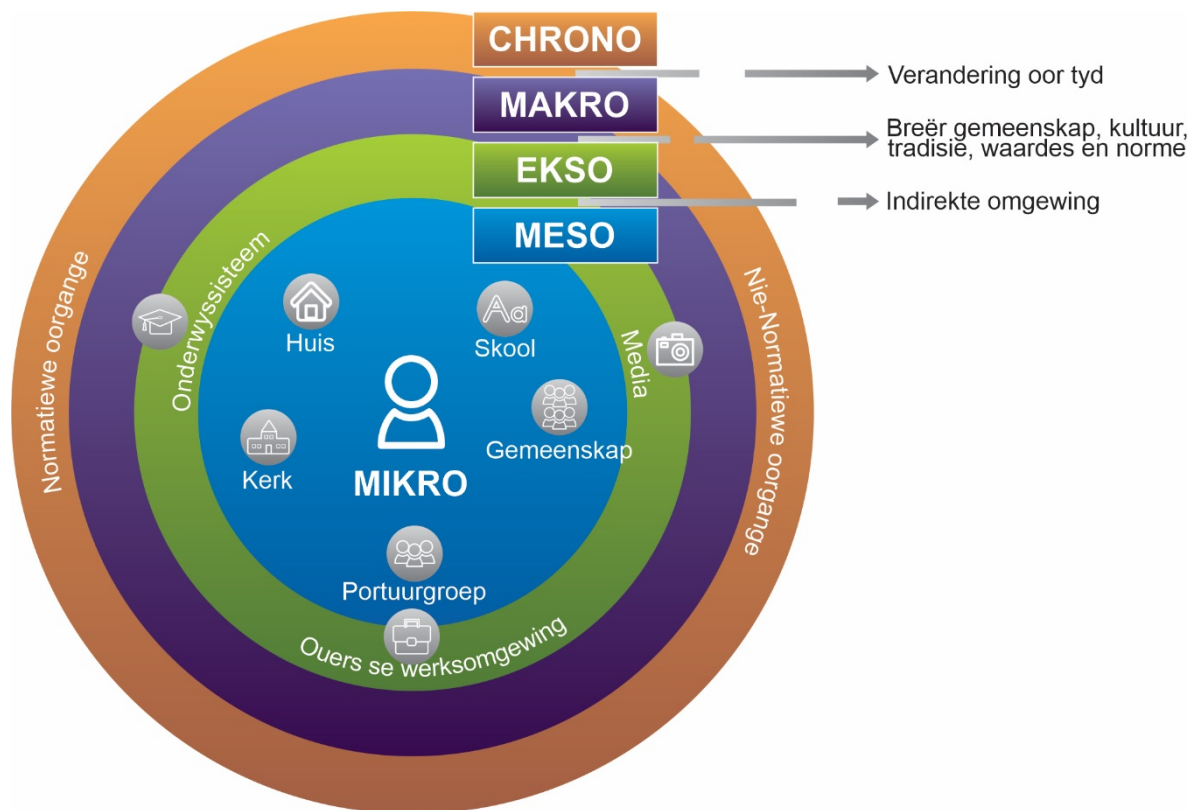 CHRONO
Verandering oor tyd
MAKRO
Breër gemeenskap, kultuur,
tradisie, waardes en norme
EKSO
Indirekte omgewing
MESO
Normatiewe oorgange
Onderwyssisteem
Huis
Aa
Skool
Media
Nie-Normatiewe oorgange
Gemeenskap
Kerk
MIKRO
Portuurgroep
Ouers se werksomgewing